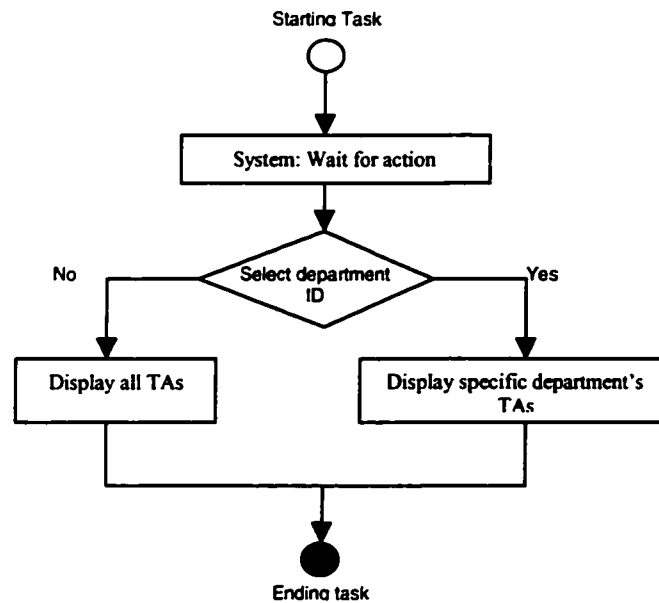 Starting Task
System: Wait for action
Select department
ID
No
Yes
Display all TAs
Display specific department's
TAs
Ending task